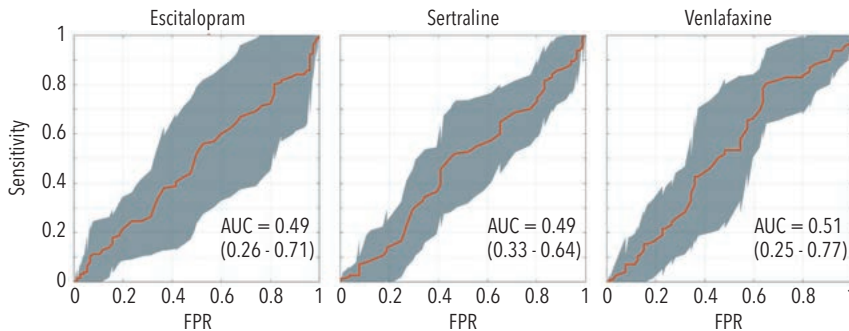 Escitalopram Sertraline Venlafaxine
Sensitivity
1
0.8
0.6
0.4
0.2
0
AUC = 0.49
(0.26 - 0.71)
AUC = 0.49
(0.33 - 0.64)
AUC = 0.51
(0.25 - 0.77)
0 0.2 0.4 0.6 0.8 1
0 0.2 0.4 0.6 0.8 1
0 0.2 0.4 0.6 0.8 1
FPR FPR FPR